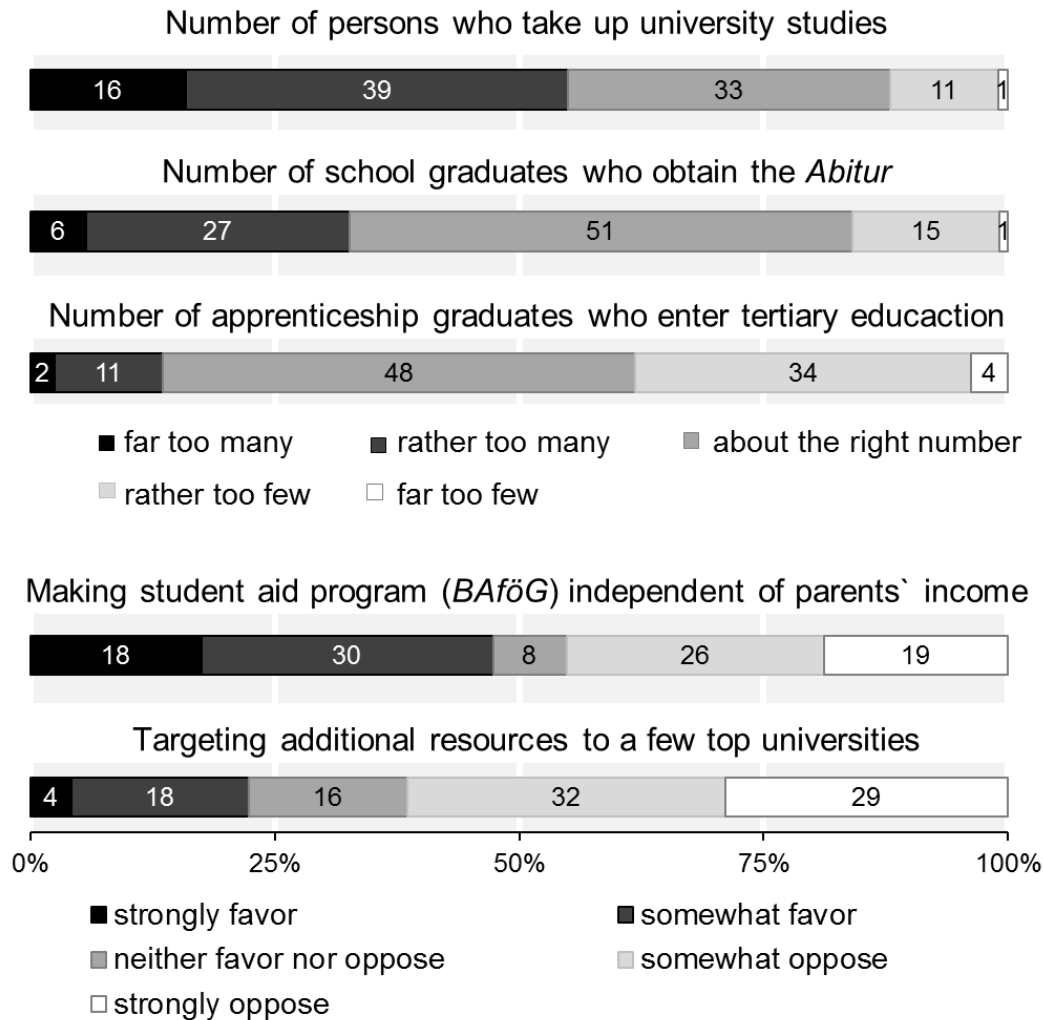 Number of persons who take up university studies
16 39 33 11 1
Number of school graduates who obtain the Abitur
6 27 51 15 1
Number of apprenticeship graduates who enter tertiary educaction
2 11 48 34 4
far too many rather too many about the right number
rather too few far too few
Making student aid program (BAföG) independent of parents` income
18 30 8 26 19
Targeting additional resources to a few top universities
4 18 16 32 29
0% 25% 50% 75% 100%
strongly favor somewhat favor
neither favor nor oppose somewhat oppose
strongly oppose